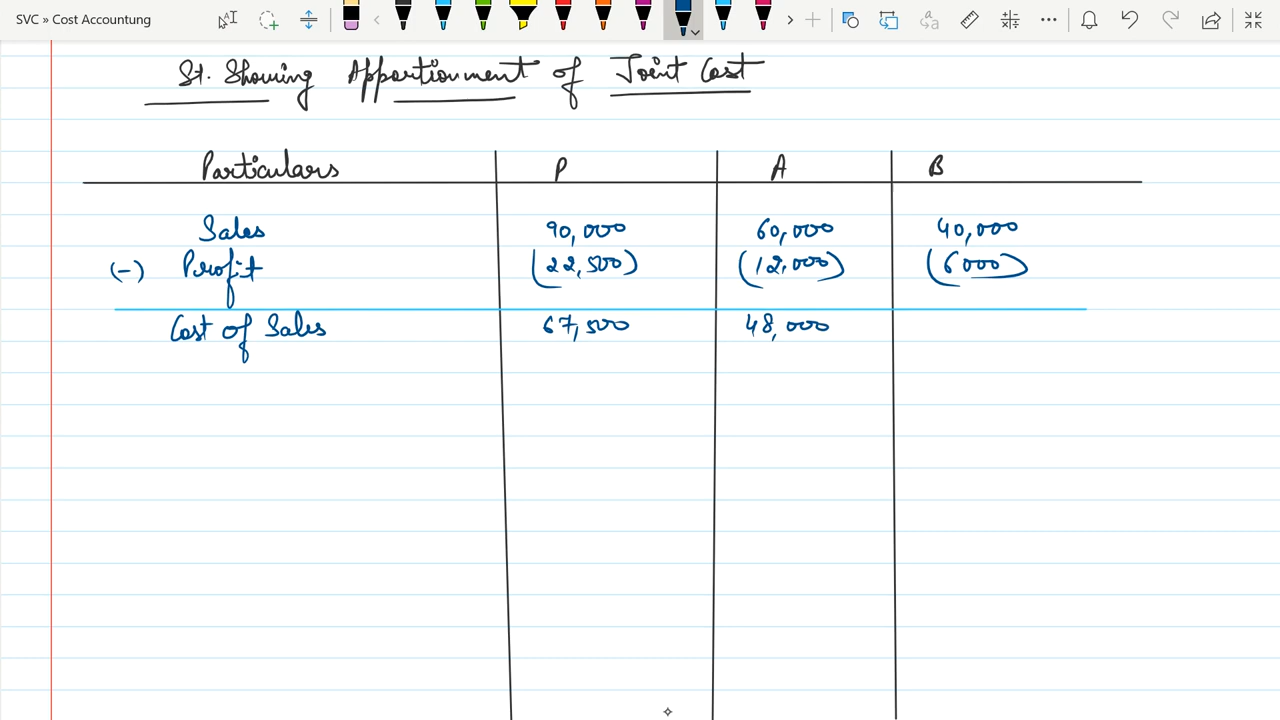 SVC » Cost Accountung
St. Showing Apportionment of Joint Cost
Particulars P A B
Sales 90,000 60,000 40,000
(-) Profit (22,500) (12,000) (6000)
Cost of Sales 67,500 48,000